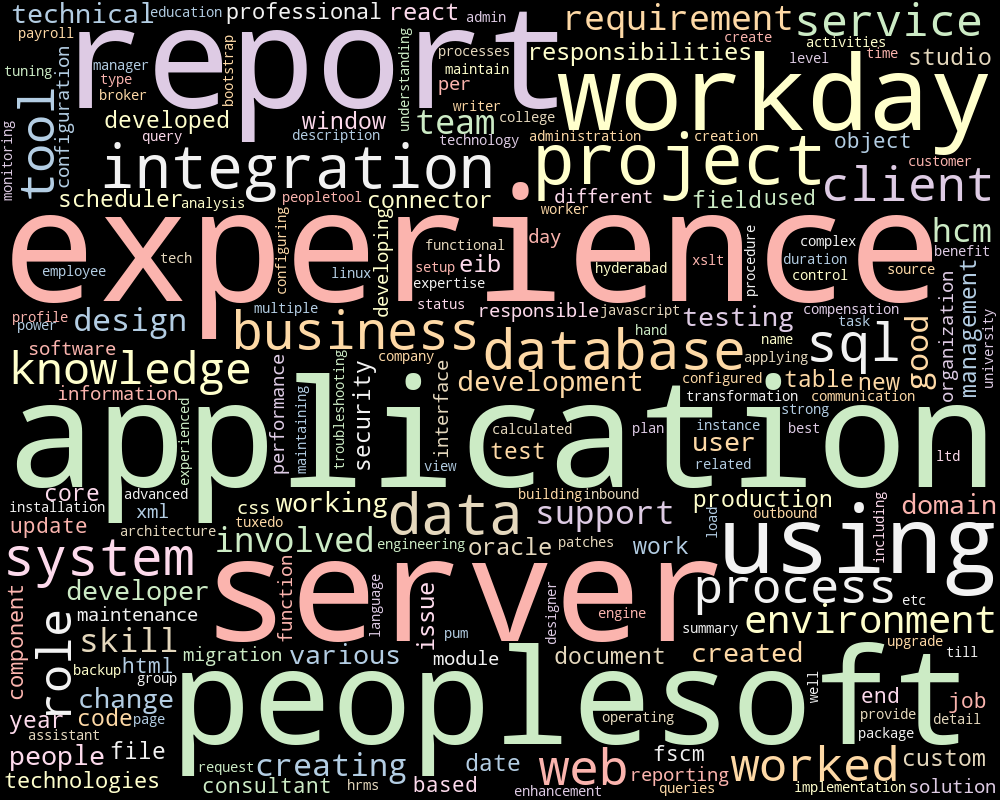 technical education professional react admin requirement service
payroll report create activities
processes responsibilities level time studio
tuning configuration manager bootstrap understanding maintain workday
type per
broker writer
tool developed window team college
query description technology administration creation object
monitoring integration project customer
scheduler analysis peopletool connector different field used client
experience worker
configuring developing functional day procedure complex hcm
tech benefit
employee linux setup eib hyderabad xslt duration source
expertise control
multiple status responsible javascript compensation organization management university
profile power design business testing task
hand name sql good
software database
knowledge performance troubleshooting company interface applying
information maintaining security development configured table new
application transformation communication
experienced calculated plan instance strong
test user best
view related ltd
core advanced building inbound production domain
installation xml css working data support load outbound including
update architecture tuxedo using
system involved engineering oracle patches work
server process
component developer function language issue designer etc
role maintenance engine environment
skill pum summary
migration various module document created upgrade till
backup html peoplesoft
group
change well end job
year code page operating provide detail
assistant package
people file fscm
request creating date web reporting worked custom
technologies consultant hrms based enhancement queries implementation solution